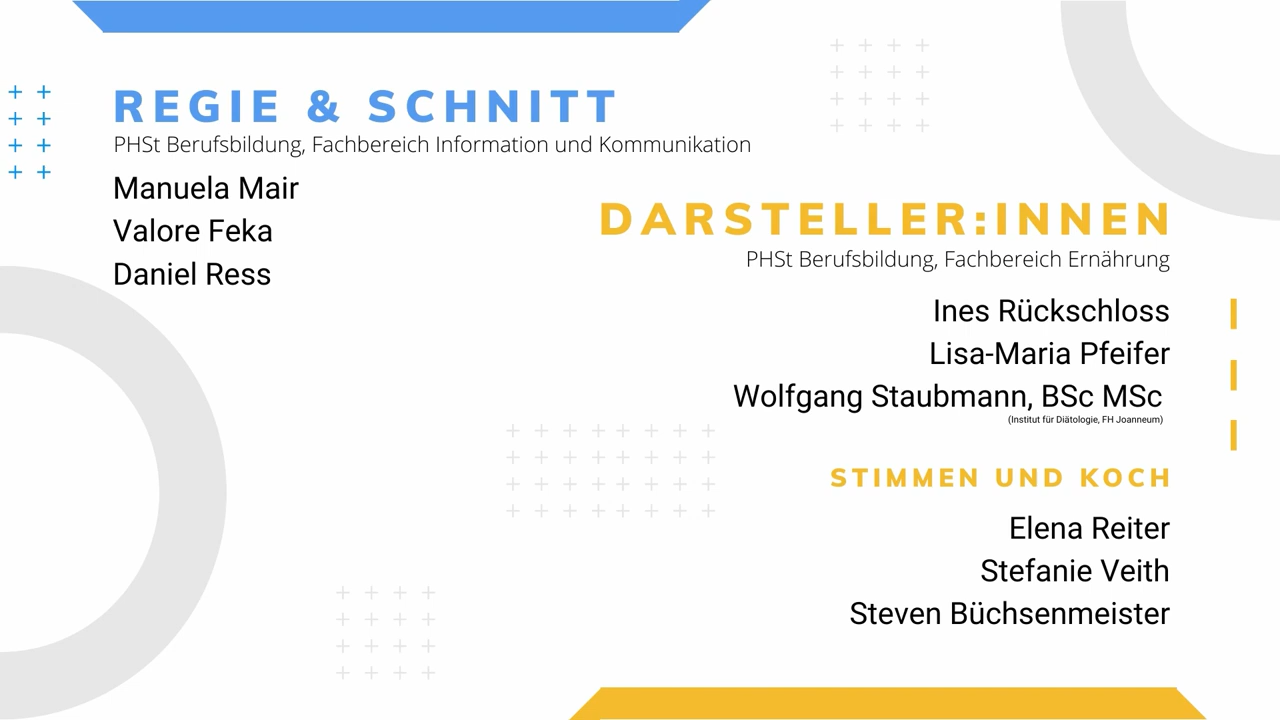 REGIE & SCHNITT
PHSt Berufsbildung, Fachbereich Information und Kommunikation
Manuela Mair
Valore Feka
Daniel Ress
DARSTELLER:INNEN
PHSt Berufsbildung, Fachbereich Ernährung
Ines Rückschloss
Lisa-Maria Pfeifer
Wolfgang Staubmann, BSc MSc
(Institut für Diätologie, FH Joanneum)
STIMMEN UND KOCH
Elena Reiter
Stefanie Veith
Steven Büchsenmeister